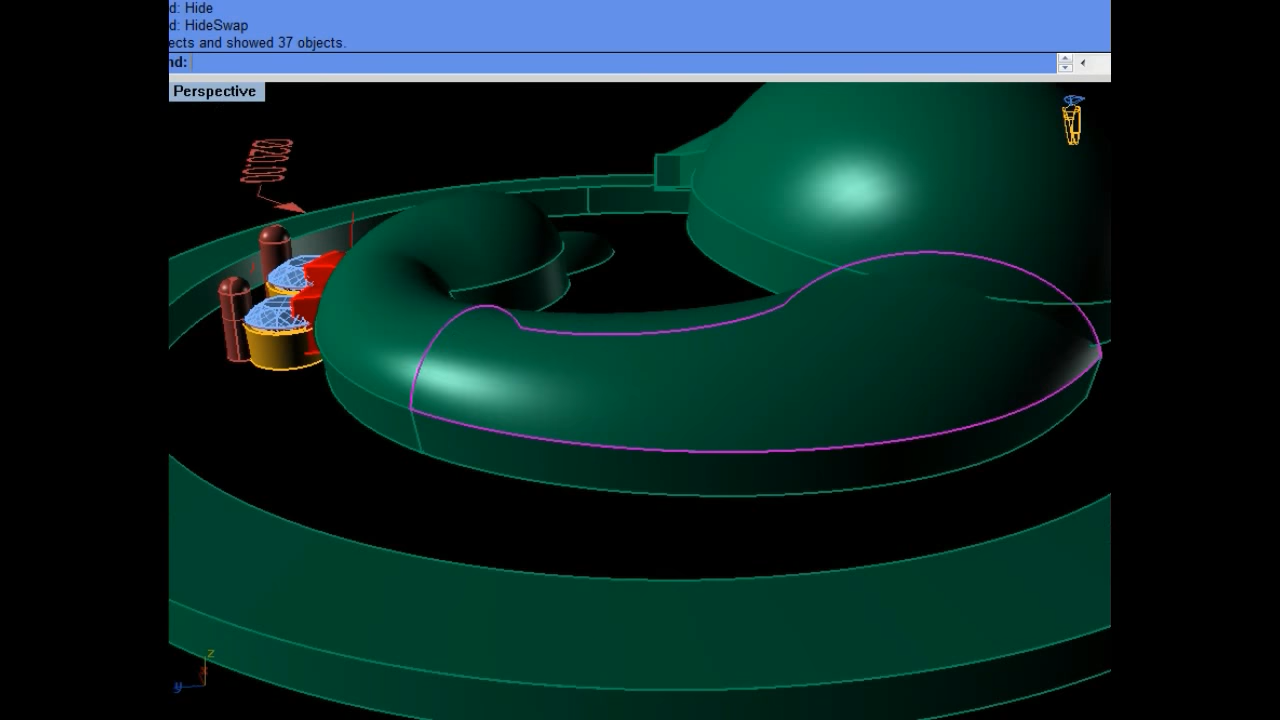 d: Hide
d: HideSwap
ects and showed 37 objects.
nd:
Perspective
z
y